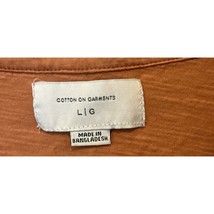 COTTON ON GARMENTS
L | G
MADE IN
BANGLADESH